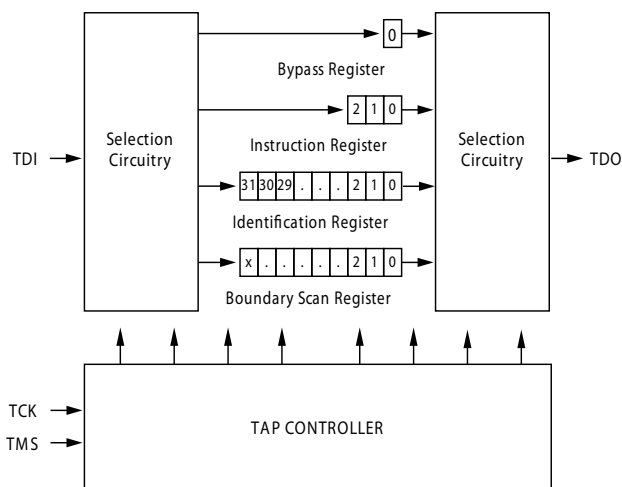 0
Bypass Register
2 1 0
Selection
Circuitry
Selection
Circuitry
TDI
TDO
Instruction Register
31 30 29 . . . 2 1 0
Identification Register
x . . . . . 2 1 0
Boundary Scan Register
TCK
TMS
TAP CONTROLLER